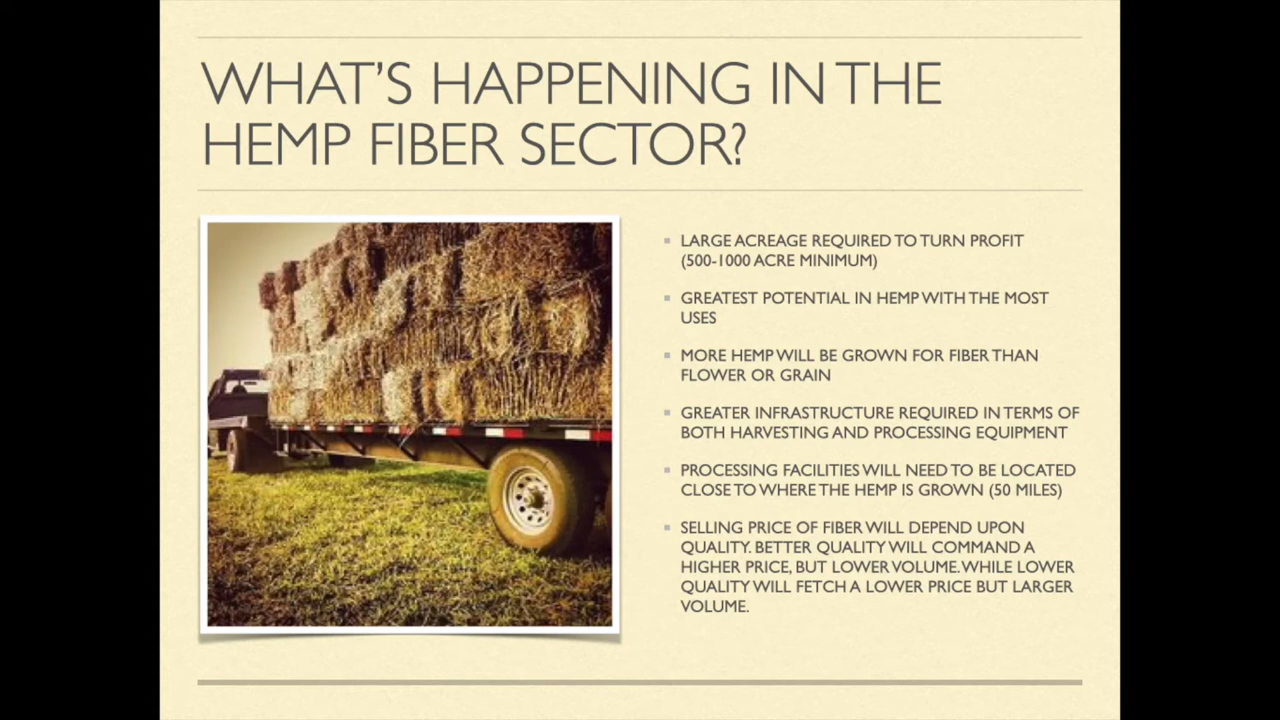 WHAT'S HAPPENING IN THE
HEMP FIBER SECTOR?
LARGE ACREAGE REQUIRED TO TURN PROFIT
(500-1000 ACRE MINIMUM)
GREATEST POTENTIAL IN HEMP WITH THE MOST
USES
MORE HEMP WILL BE GROWN FOR FIBER THAN
FLOWER OR GRAIN
GREATER INFRASTRUCTURE REQUIRED IN TERMS OF
BOTH HARVESTING AND PROCESSING EQUIPMENT
PROCESSING FACILITIES WILL NEED TO BE LOCATED
CLOSE TO WHERE THE HEMP IS GROWN (50 MILES)
SELLING PRICE OF FIBER WILL DEPEND UPON
QUALITY. BETTER QUALITY WILL COMMAND A
HIGHER PRICE, BUT LOWER VOLUME. WHILE LOWER
QUALITY WILL FETCH A LOWER PRICE BUT LARGER
VOLUME.